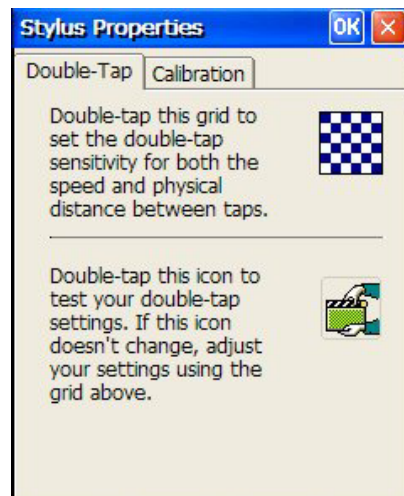 Stylus Properties OK
Double-Tap Calibration
Double-tap this grid to
set the double-tap
sensitivity for both the
speed and physical
distance between taps.
Double-tap this icon to
test your double-tap
settings. If this icon
doesn't change, adjust
your settings using the
grid above.